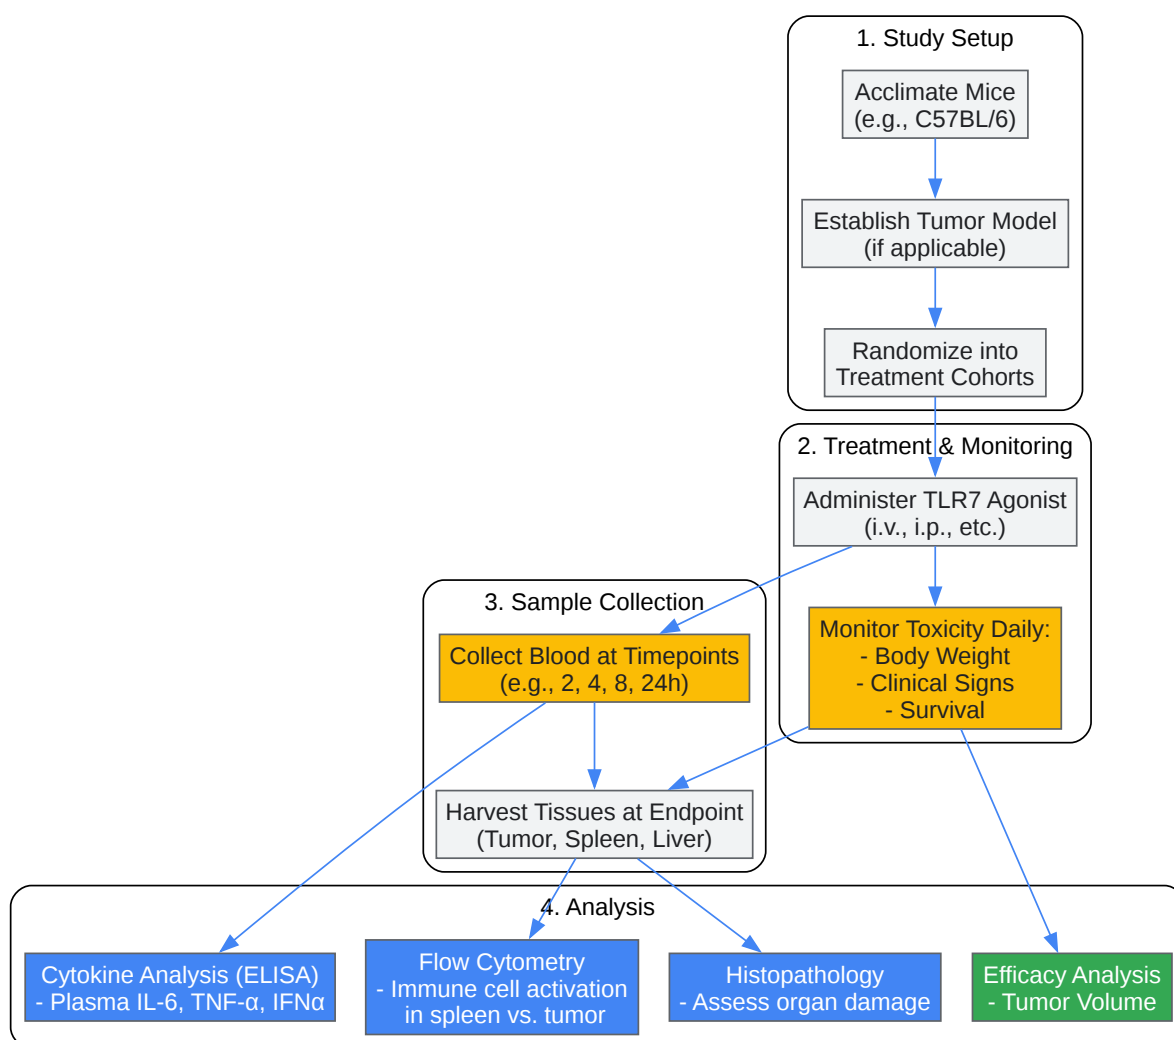 1. Study Setup
Acclimate Mice
(e.g., C57BL/6)
Establish Tumor Model
(if applicable)
Randomize into
Treatment Cohorts
2. Treatment & Monitoring
Administer TLR7 Agonist
(i.v., i.p., etc.)
Monitor Toxicity Daily:
- Body Weight
- Clinical Signs
- Survival
3. Sample Collection
Collect Blood at Timepoints
(e.g., 2, 4, 8, 24h)
Harvest Tissues at Endpoint
(Tumor, Spleen, Liver)
4. Analysis
Cytokine Analysis (ELISA)
- Plasma IL-6, TNF-α, IFNα
Flow Cytometry
- Immune cell activation
in spleen vs. tumor
Histopathology
- Assess organ damage
Efficacy Analysis
- Tumor Volume